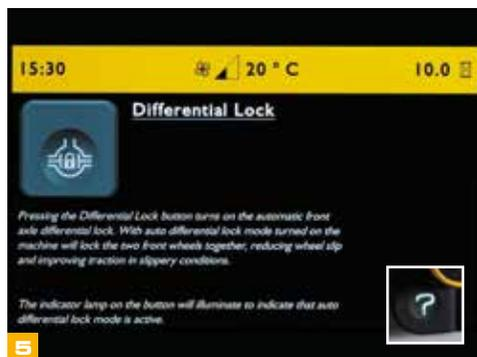 15:30 20 ° C 10.0
Differential Lock
Pressing the Differential Lock button turns on the automatic front
axle differential lock. With auto differential lock mode turned on the
machine will lock the two front wheels together, reducing wheel slip
and improving traction in slippery conditions.
The indicator lamp on the button will illuminate to indicate that auto
differential lock mode is active.
?
5